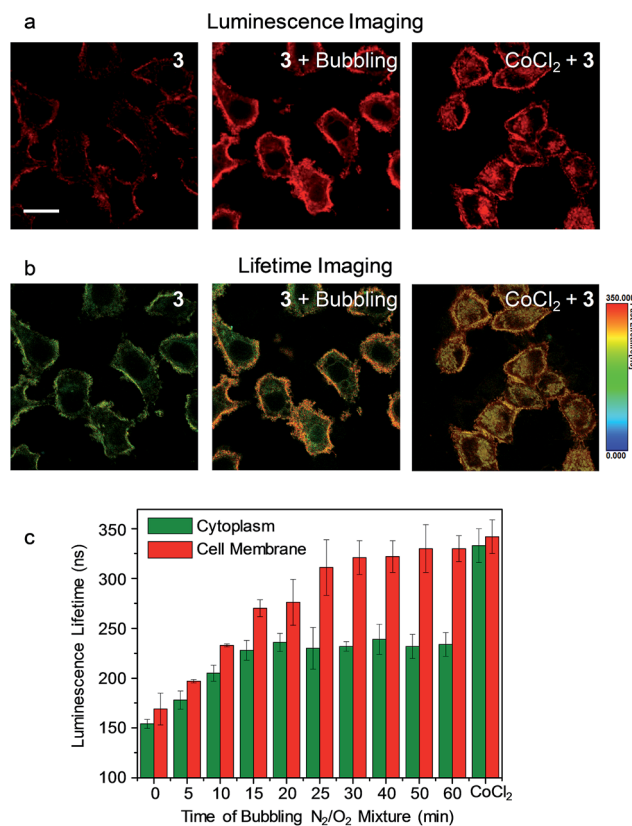 a
Luminescence Imaging
3
3 + Bubbling
CoCl₂ + 3
b
Lifetime Imaging
3
3 + Bubbling
CoCl₂ + 3
350.000
0.000
c
Cytoplasm
Cell Membrane
Luminescence Lifetime (ns)
350
300
250
200
150
100
0 5 10 15 20 25 30 40 50 60 CoCl₂
Time of Bubbling N₂/O₂ Mixture (min)